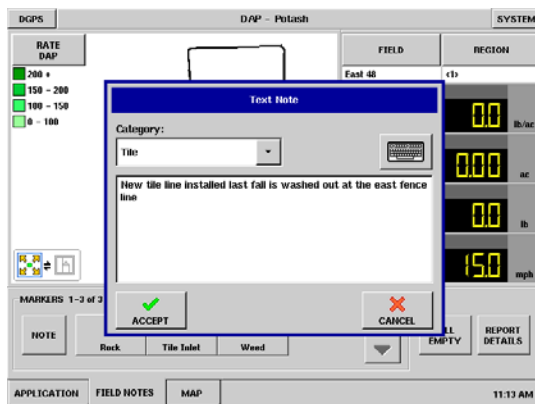 DGPS
DAP - Potash
SYSTEM
RATE
DAP
FIELD
REGION
200 +
150 - 200
100 - 150
0 - 100
East 48
<1>
Text Note
Category:
Tile
New tile line installed last fall is washed out at the east fence
line
ACCEPT
CANCEL
0.0
lb/ac
0.00
ac
0.0
lb
15.0
mph
MARKERS 1-3 of 3
NOTE
Rock
Tile Inlet
Weed
EMPTY
REPORT
DETAILS
APPLICATION
FIELD NOTES
MAP
11:13 AM